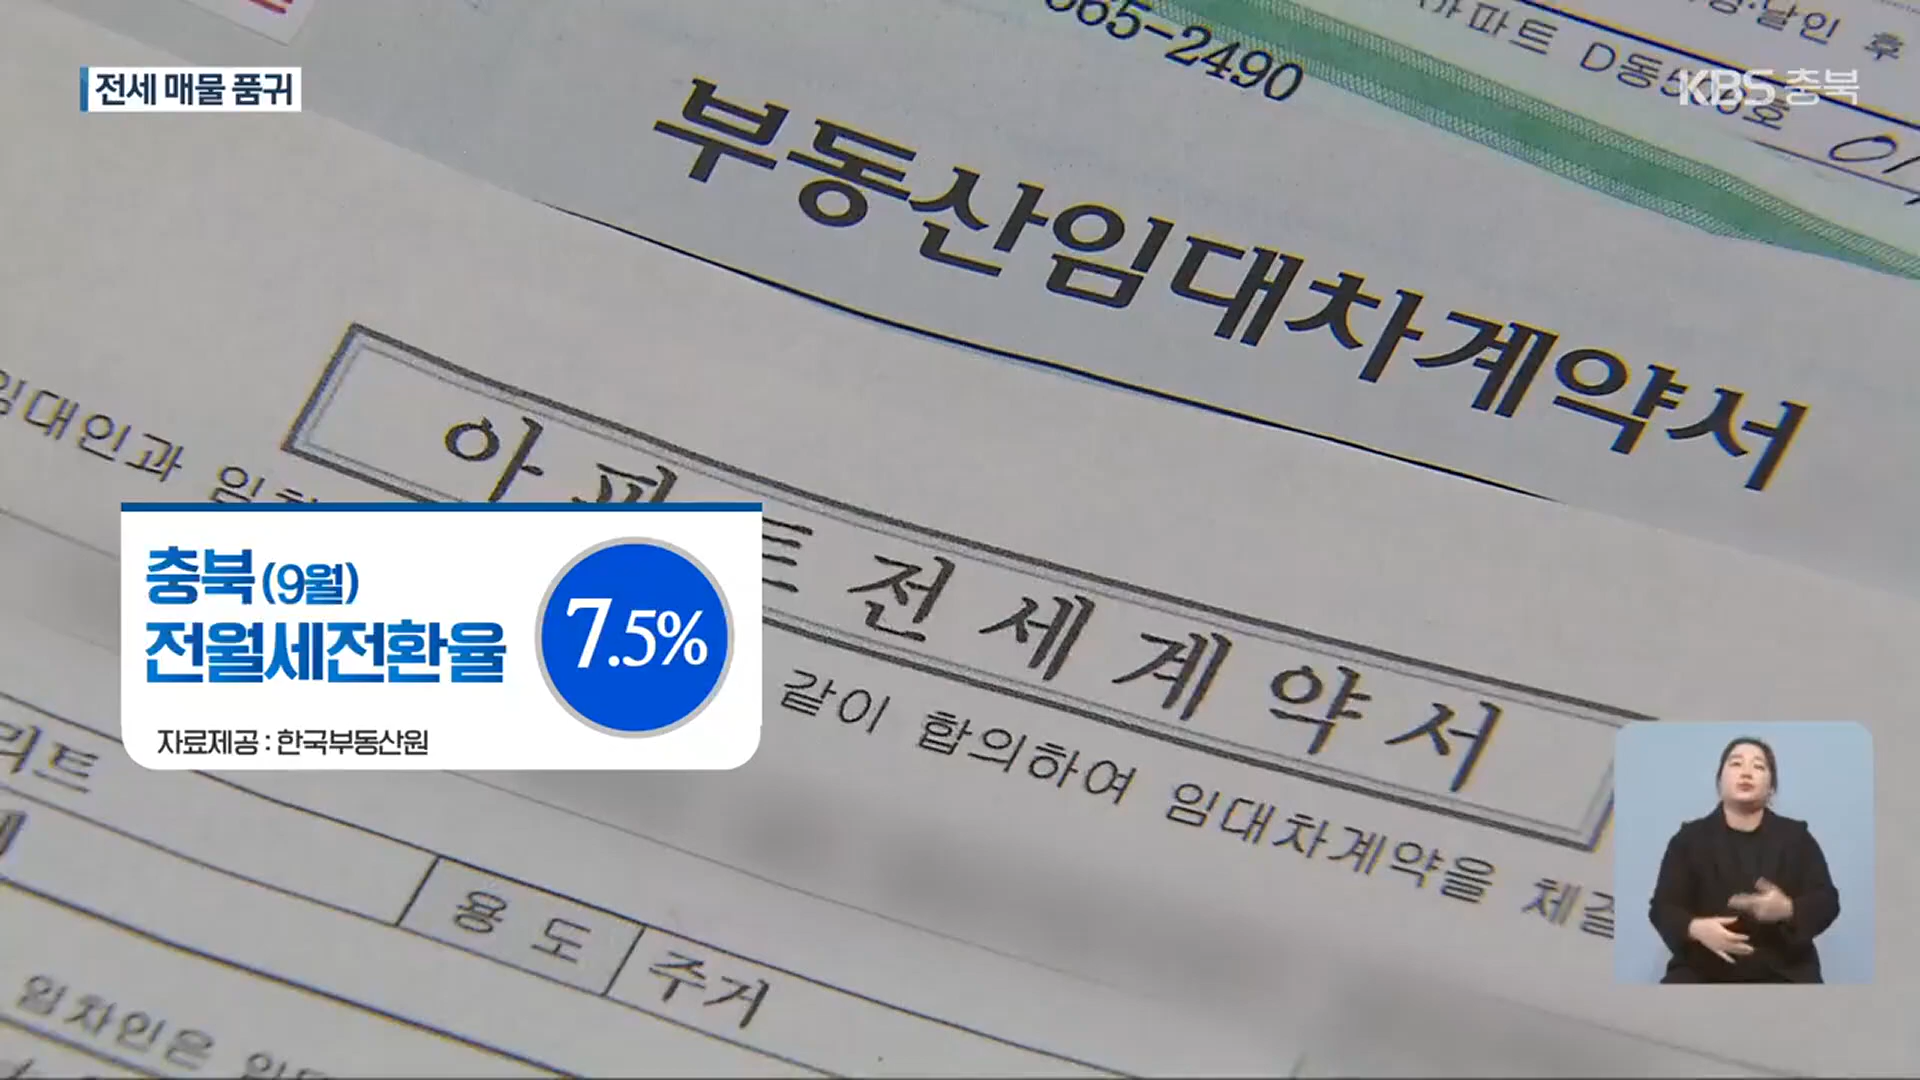 전세 매물 품귀
KBS 충북
665-2490
아파트 D동
부동산임대차계약서
임대인과
아파트전세계약서
같이 합의하여 임대차계약을 체결
충북(9월)
전월세전환율
7.5%
자료제공 : 한국부동산원
용 도
주거
임차인은